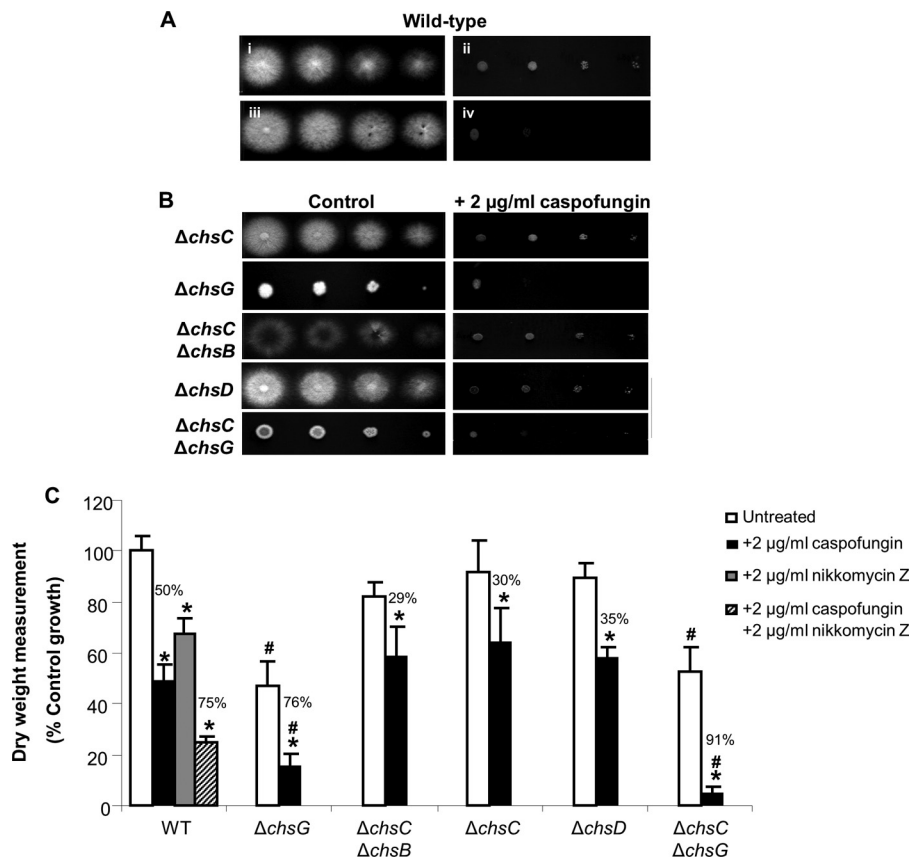 A
Wild-type
i
ii
iii
iv
B
Control
+ 2 µg/ml caspofungin
ΔchsC
ΔchsG
ΔchsC
ΔchsB
ΔchsD
ΔchsC
ΔchsG
C
Dry weight measurement
(% Control growth)
120
100
80
60
40
20
0
50%
*
*
75%
*
#
76%
#
*
29%
*
30%
*
35%
*
#
91%
#
*
WT
ΔchsG
ΔchsC
ΔchsB
ΔchsC
ΔchsD
ΔchsC
ΔchsG
Untreated
+2 µg/ml caspofungin
+2 µg/ml nikkomycin Z
+2 µg/ml caspofungin
+2 µg/ml nikkomycin Z